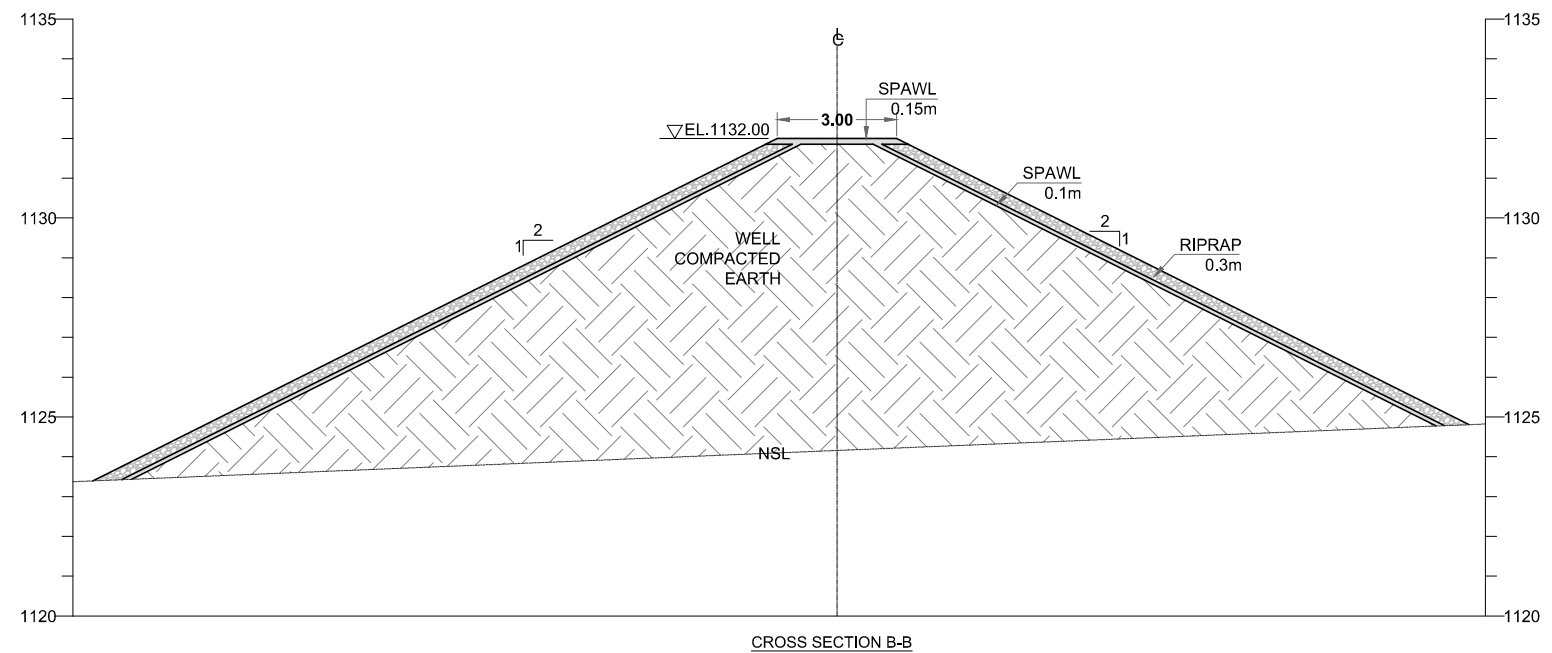 1135
1135
℄
SPAWL
0.15m
3.00
EL.1132.00
SPAWL
0.1m
1130
1130
2
1
2
1
WELL
COMPACTED
EARTH
RIPRAP
0.3m
1125
1125
NSL
1120
1120
CROSS SECTION B-B